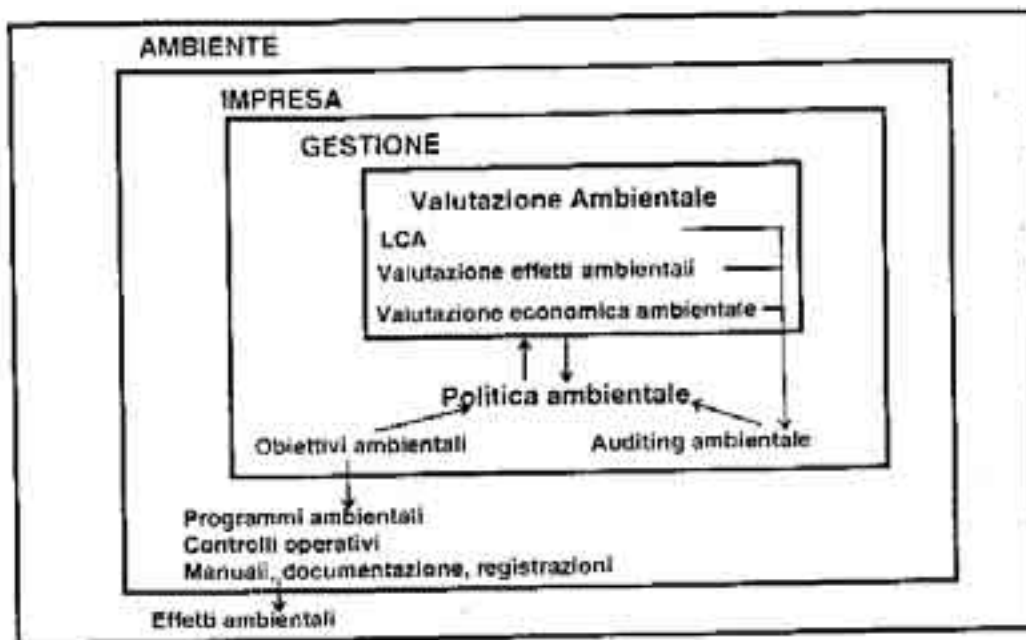 AMBIENTE
IMPRESA
GESTIONE
Valutazione Ambientale
LCA
Valutazione effetti ambientali
Valutazione economica ambientale
Politica ambientale
Obiettivi ambientali
Auditing ambientale
Programmi ambientali
Controlli operativi
Manuali, documentazione, registrazioni
Effetti ambientali